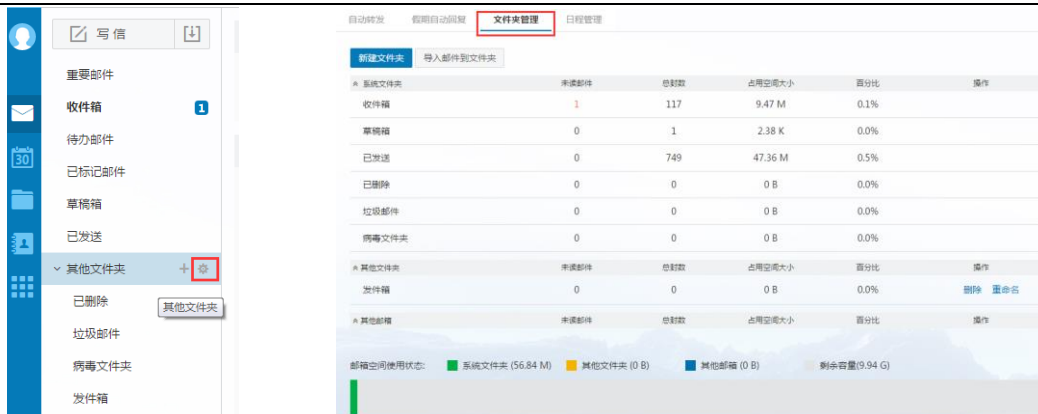 写信
重要邮件
收件箱 1
待办邮件
30
已标记邮件
草稿箱
已发送
其他文件夹
已删除
其他文件夹
垃圾邮件
病毒文件夹
发件箱
自动转发 假期自动回复 文件夹管理 日程管理
新建文件夹 导入邮件到文件夹
系统文件夹 未读邮件 总封数 占用空间大小 百分比 操作
收件箱 1 117 9.47 M 0.1%
草稿箱 0 1 2.38 K 0.0%
已发送 0 749 47.36 M 0.5%
已删除 0 0 0 B 0.0%
垃圾邮件 0 0 0 B 0.0%
病毒文件夹 0 0 0 B 0.0%
其他文件夹 未读邮件 总封数 占用空间大小 百分比 操作
发件箱 0 0 0 B 0.0% 删除 重命名
其他邮箱 未读邮件 总封数 占用空间大小 百分比 操作
邮箱空间使用状态: 系统文件夹 (56.84 M) 其他文件夹 (0 B) 其他邮箱 (0 B) 剩余容量(9.94 G)